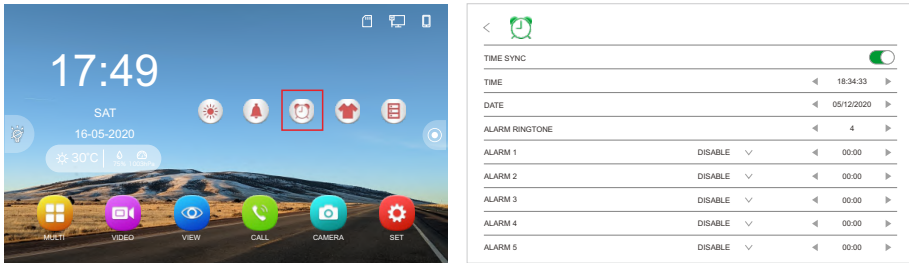 17:49
SAT
16-05-2020
30°C
MULTI
VIDEO
VIEW
CALL
CAMERA
SET
TIME SYNC
TIME 18:34:33
DATE 05/12/2020
ALARM RINGTONE 4
ALARM 1 DISABLE 00:00
ALARM 2 DISABLE 00:00
ALARM 3 DISABLE 00:00
ALARM 4 DISABLE 00:00
ALARM 5 DISABLE 00:00